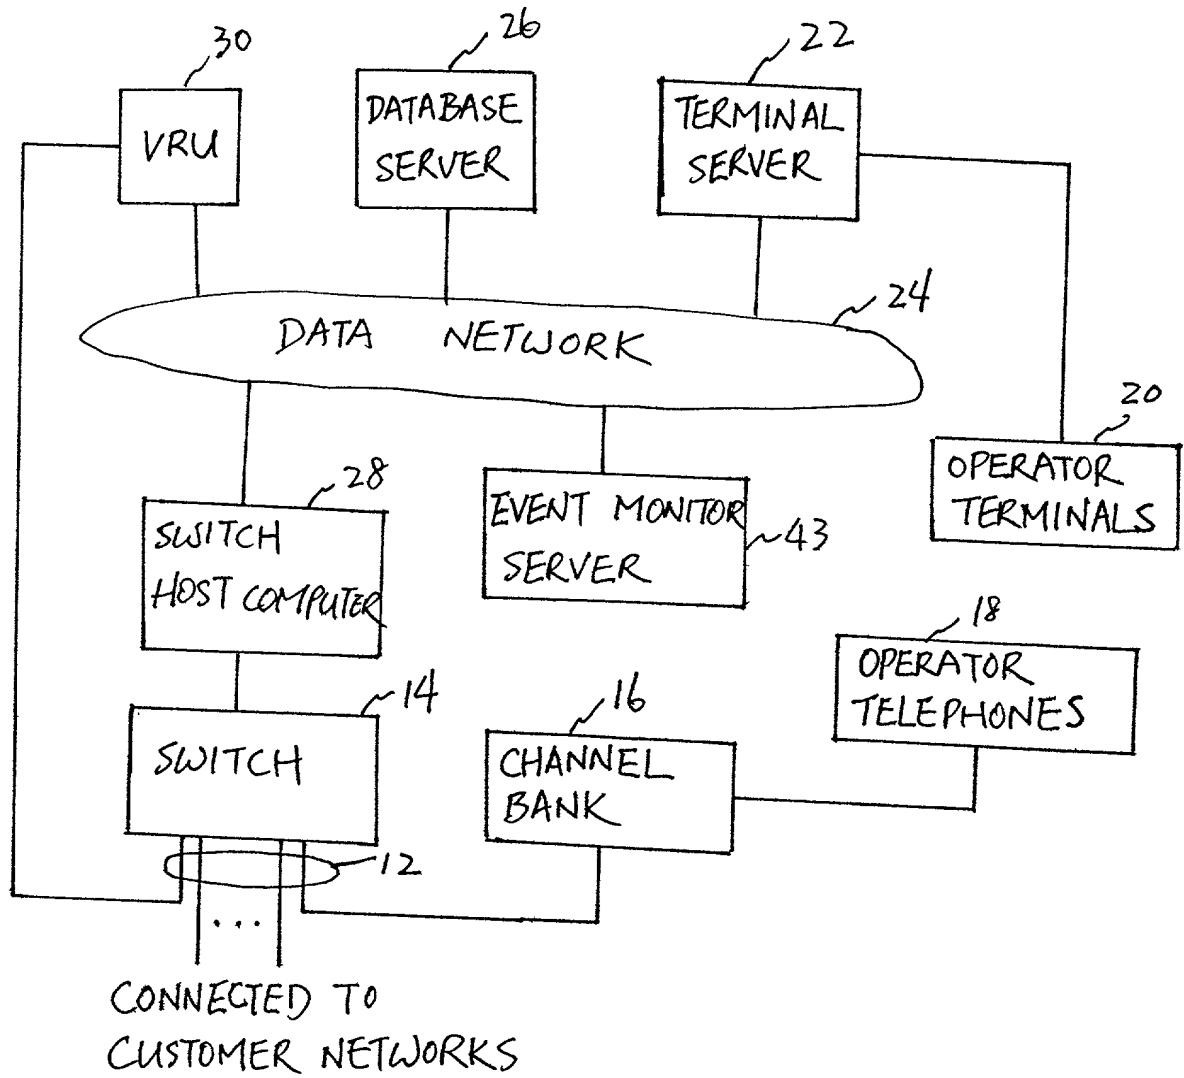 30
26
22
VRU
DATABASE
SERVER
TERMINAL
SERVER
24
DATA NETWORK
20
OPERATOR
TERMINALS
28
SWITCH
HOST COMPUTER
EVENT MONITOR
SERVER
43
18
OPERATOR
TELEPHONES
14
SWITCH
16
CHANNEL
BANK
12
...
CONNECTED TO
CUSTOMER NETWORKS